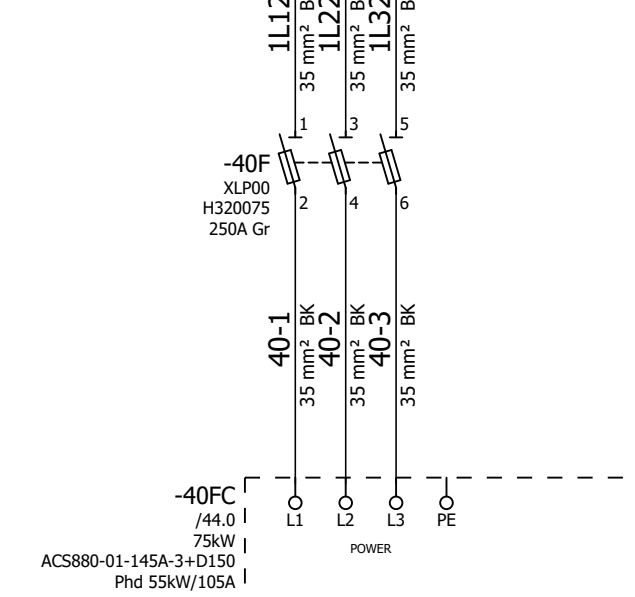 1L12
35 mm² B
1L22
35 mm² B
1L32
35 mm² B
1
3
5
-40F
XLP00
H320075
250A Gr
2
4
6
40-1
35 mm² BK
40-2
35 mm² BK
40-3
35 mm² BK
-40FC
/44.0
75kW
ACS880-01-145A-3+D150
Phd 55kW/105A
L1
L2
L3
PE
POWER